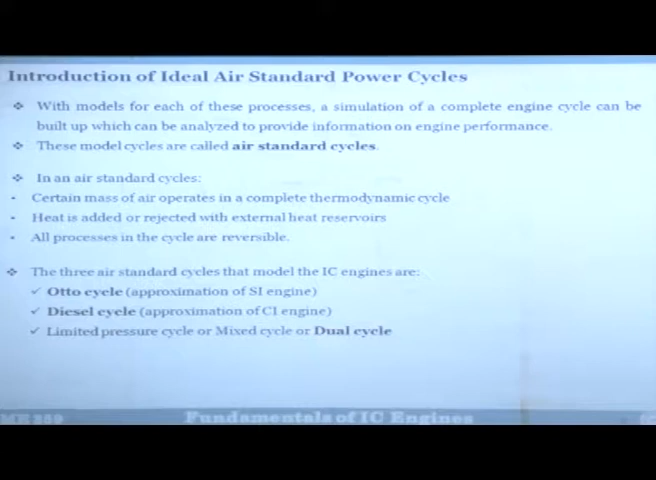 Introduction of Ideal Air Standard Power Cycles
❖ With models for each of these processes, a simulation of a complete engine cycle can be
built up which can be analyzed to provide information on engine performance.
❖ These model cycles are called air standard cycles.
❖ In an air standard cycles:
- Certain mass of air operates in a complete thermodynamic cycle
- Heat is added or rejected with external heat reservoirs
- All processes in the cycle are reversible.
❖ The three air standard cycles that model the IC engines are:
✓ Otto cycle (approximation of SI engine)
✓ Diesel cycle (approximation of CI engine)
✓ Limited pressure cycle or Mixed cycle or Dual cycle
Fundamentals of IC Engines